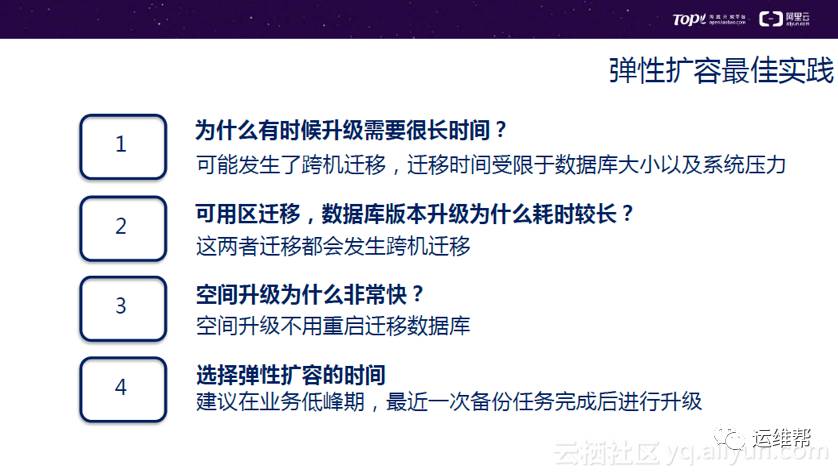 TOP!
淘宝开放平台
open.taobao.com
阿里云
aliyun.com
弹性扩容最佳实践
1
为什么有时候升级需要很长时间？
可能发生了跨机迁移，迁移时间受限于数据库大小以及系统压力
2
可用区迁移，数据库版本升级为什么耗时较长？
这两者迁移都会发生跨机迁移
3
空间升级为什么非常快？
空间升级不用重启迁移数据库
4
选择弹性扩容的时间
建议在业务低峰期，最近一次备份任务完成后进行升级
运维帮
云栖社区 yq.aliyun.com